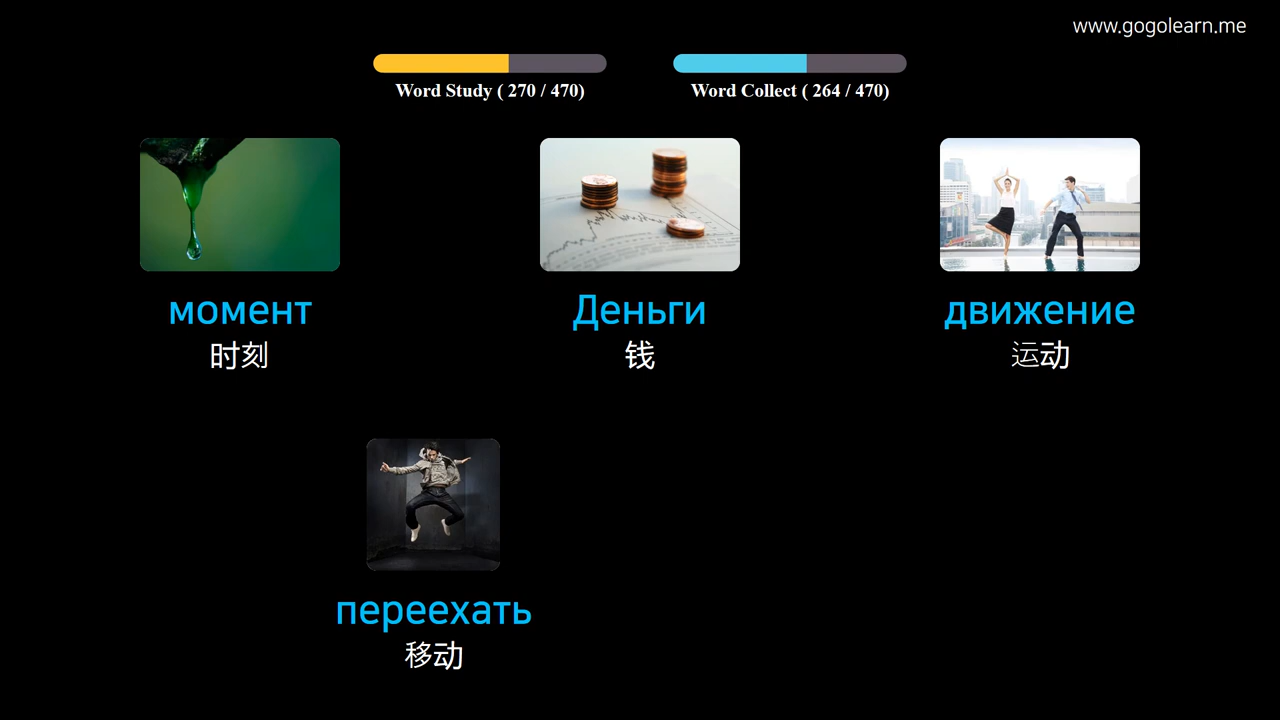 www.gogolearn.me
Word Study ( 270 / 470)
Word Collect ( 264 / 470)
момент
时刻
Деньги
钱
движение
运动
переехать
移动